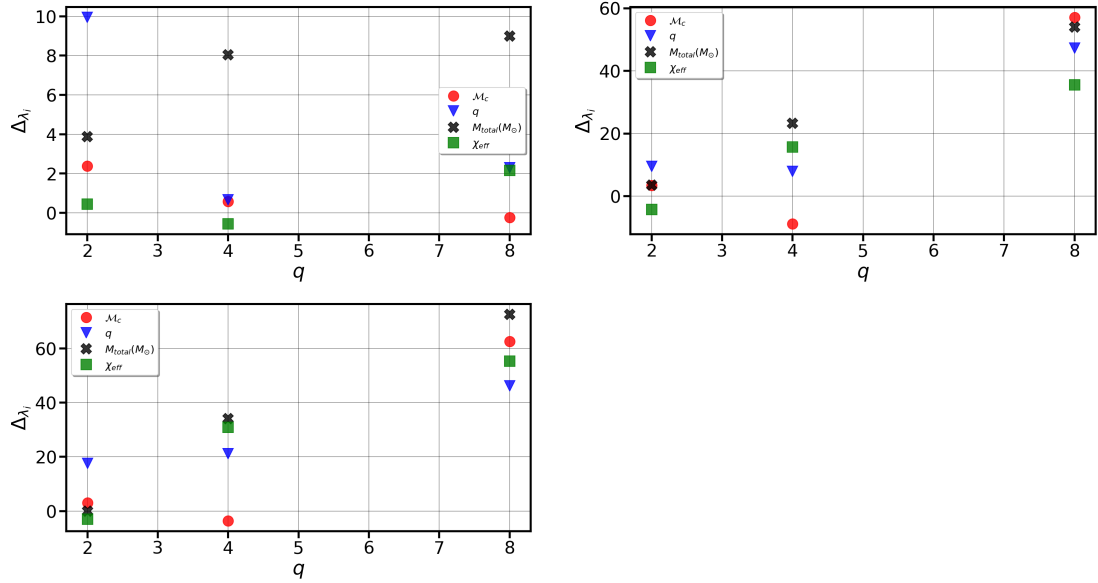 10
8
6
4
2
0
Δλi
2 3 4 5 6 7 8
q
ℳc
q
Mtotal(M⊙)
χeff
60
40
20
0
Δλi
2 3 4 5 6 7 8
q
ℳc
q
Mtotal(M⊙)
χeff
60
40
20
0
Δλi
2 3 4 5 6 7 8
q
ℳc
q
Mtotal(M⊙)
χeff